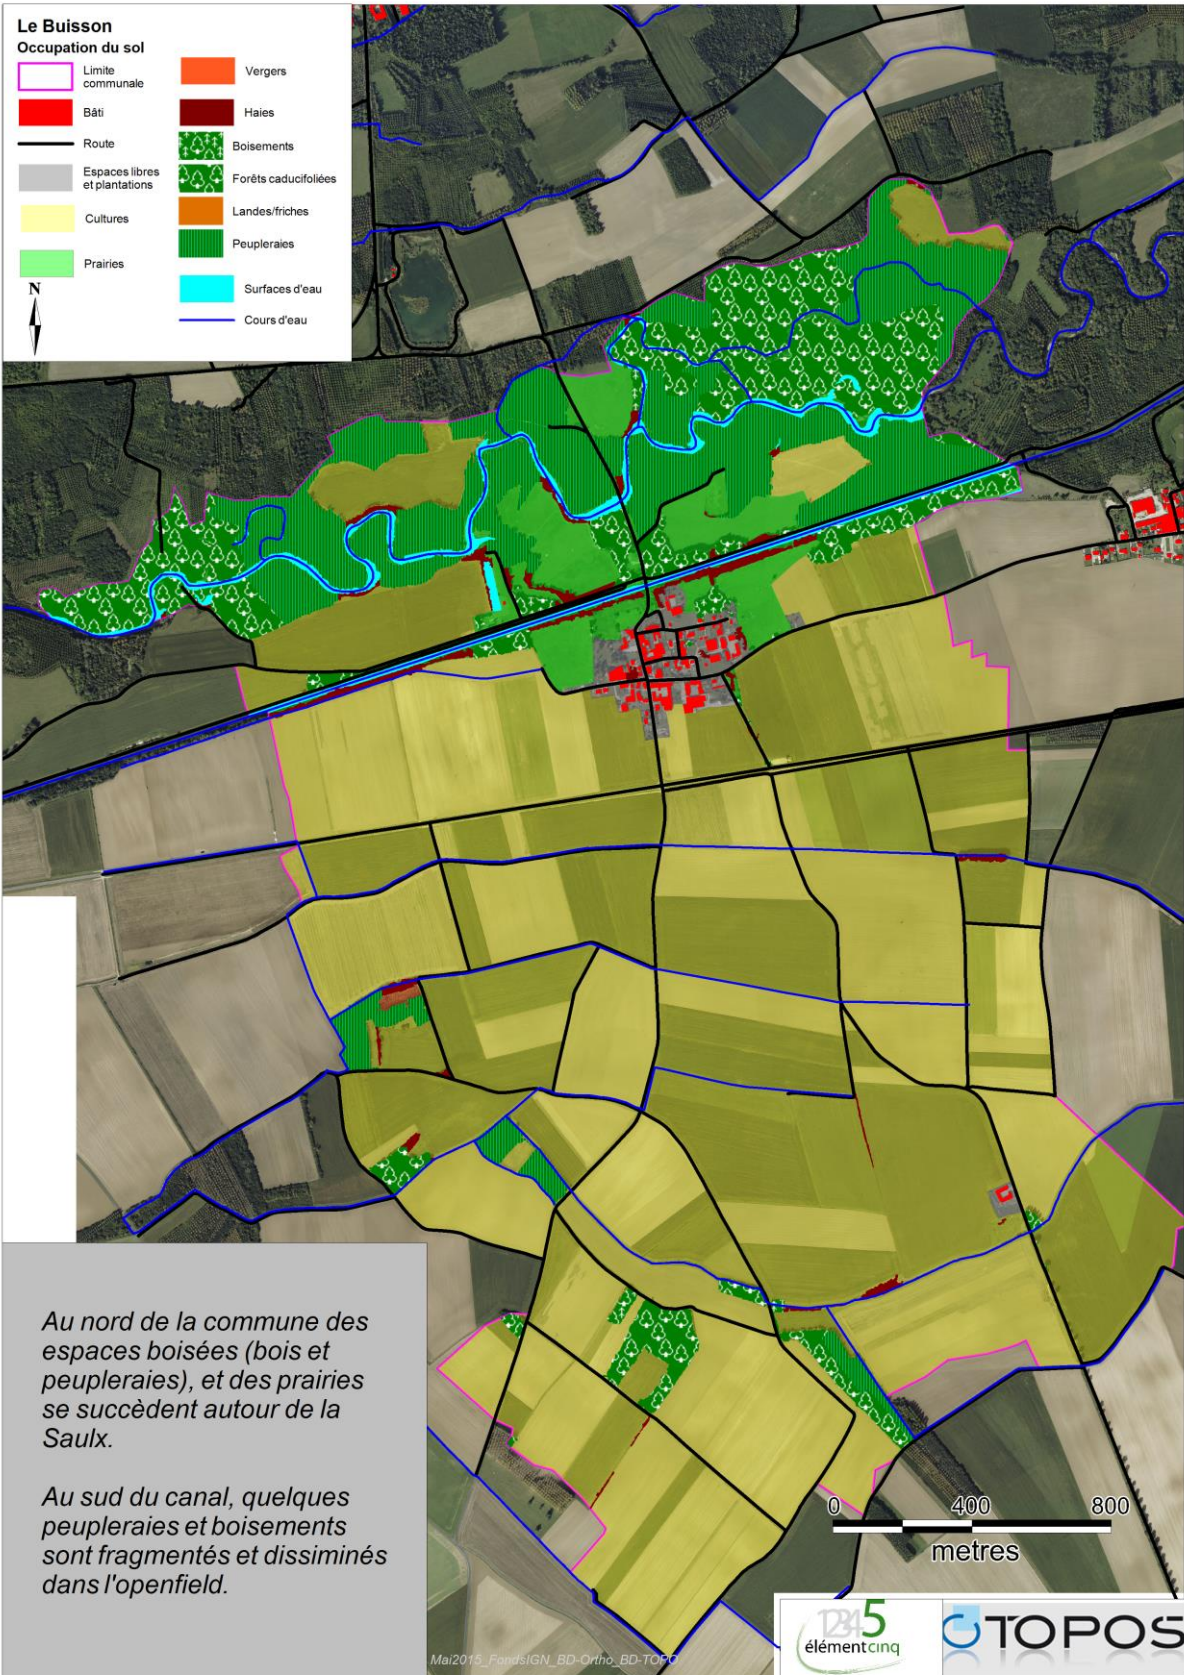 Le Buisson
Occupation du sol
Limite
communale
Bâti
Route
Espaces libres
et plantations
Cultures
Prairies
N
Vergers
Haies
Boisements
Forêts caducifoliées
Landes/friches
Peupleraies
Surfaces d'eau
Cours d'eau
Au nord de la commune des
espaces boisées (bois et
peupleraies), et des prairies
se succèdent autour de la
Saulx.
Au sud du canal, quelques
peupleraies et boisements
sont fragmentés et dissiminés
dans l'openfield.
0 400 800
metres
Mai2015_FondsIGN_BD-Ortho_BD-TOPO
12345
élémentcinq
TOPOS